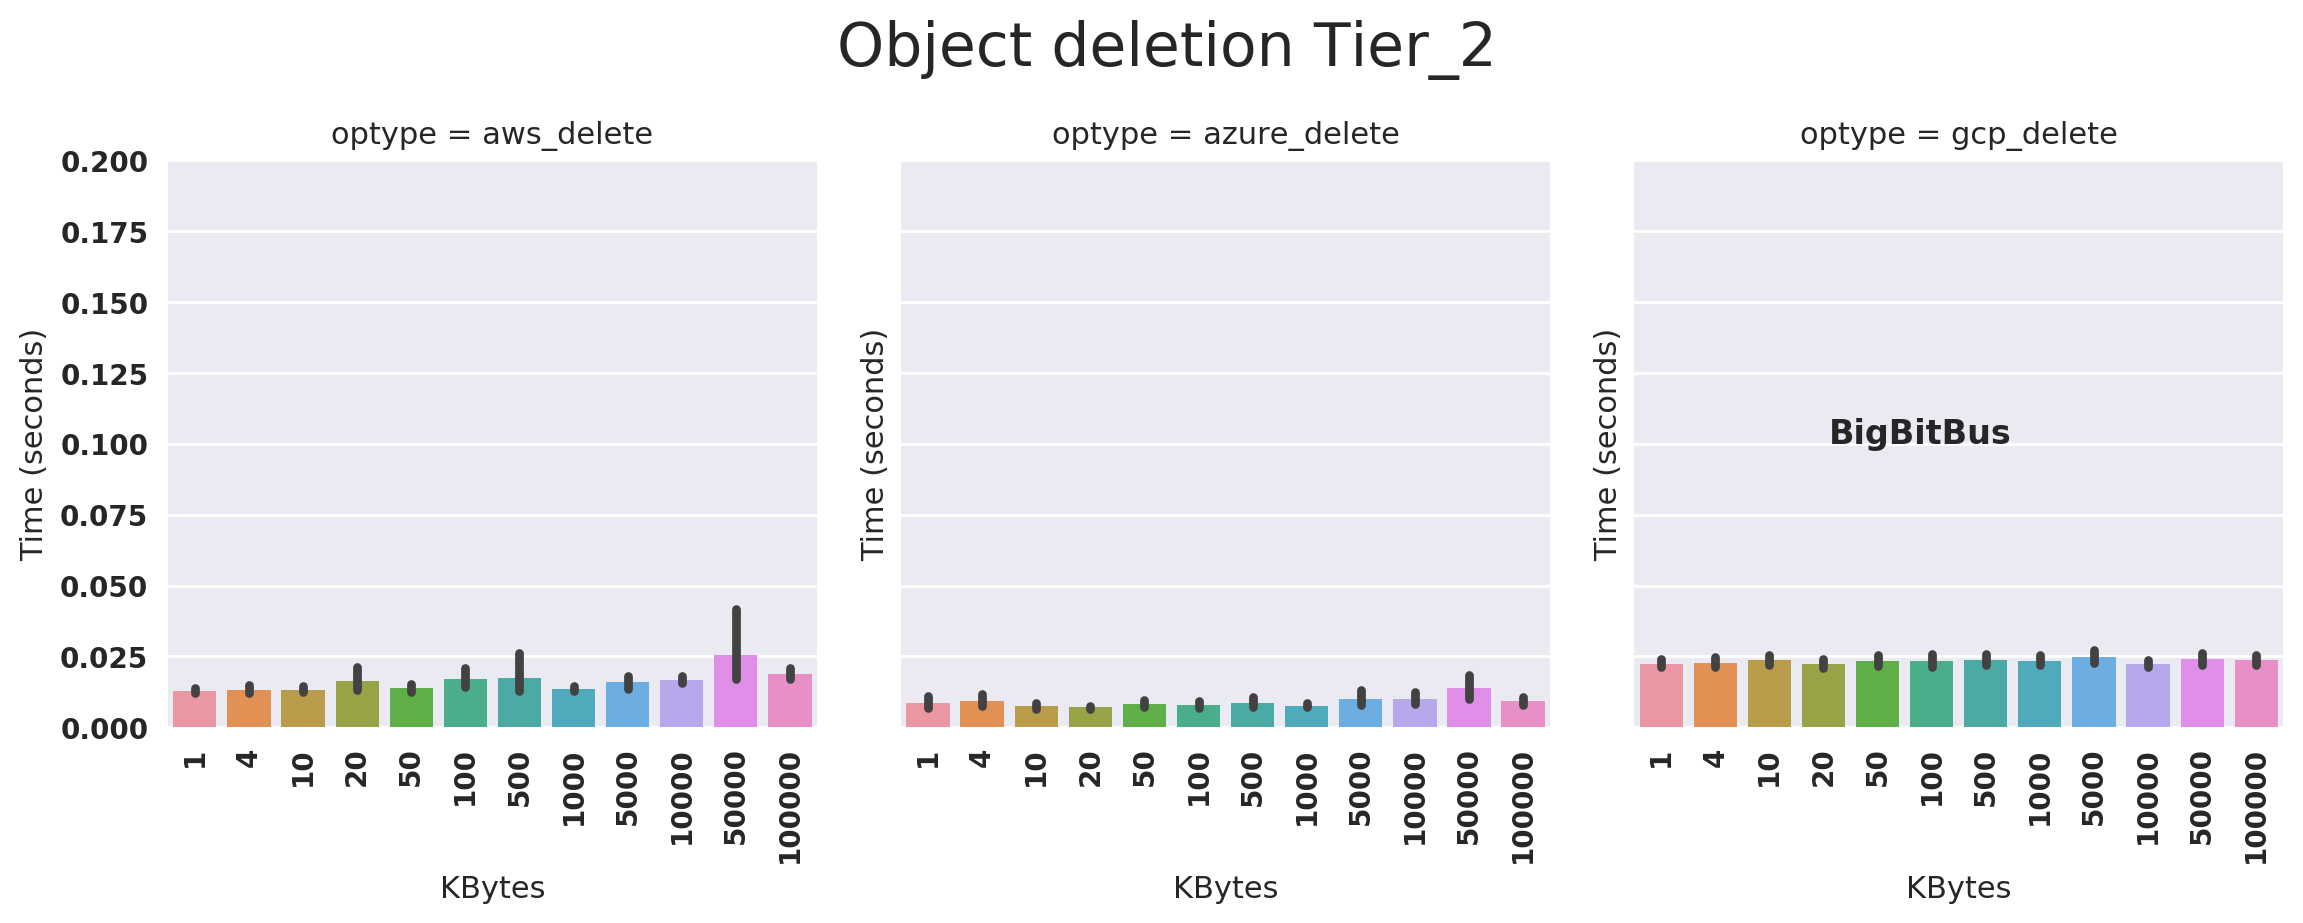 Object deletion Tier_2
optype = aws_delete
optype = azure_delete
optype = gcp_delete
0.200
0.175
0.150
0.125
0.100
0.075
0.050
0.025
0.000
Time (seconds)
Time (seconds)
Time (seconds)
BigBitBus
1 4 10 20 50 100 500 1000 5000 10000 50000 100000
1 4 10 20 50 100 500 1000 5000 10000 50000 100000
1 4 10 20 50 100 500 1000 5000 10000 50000 100000
KBytes
KBytes
KBytes